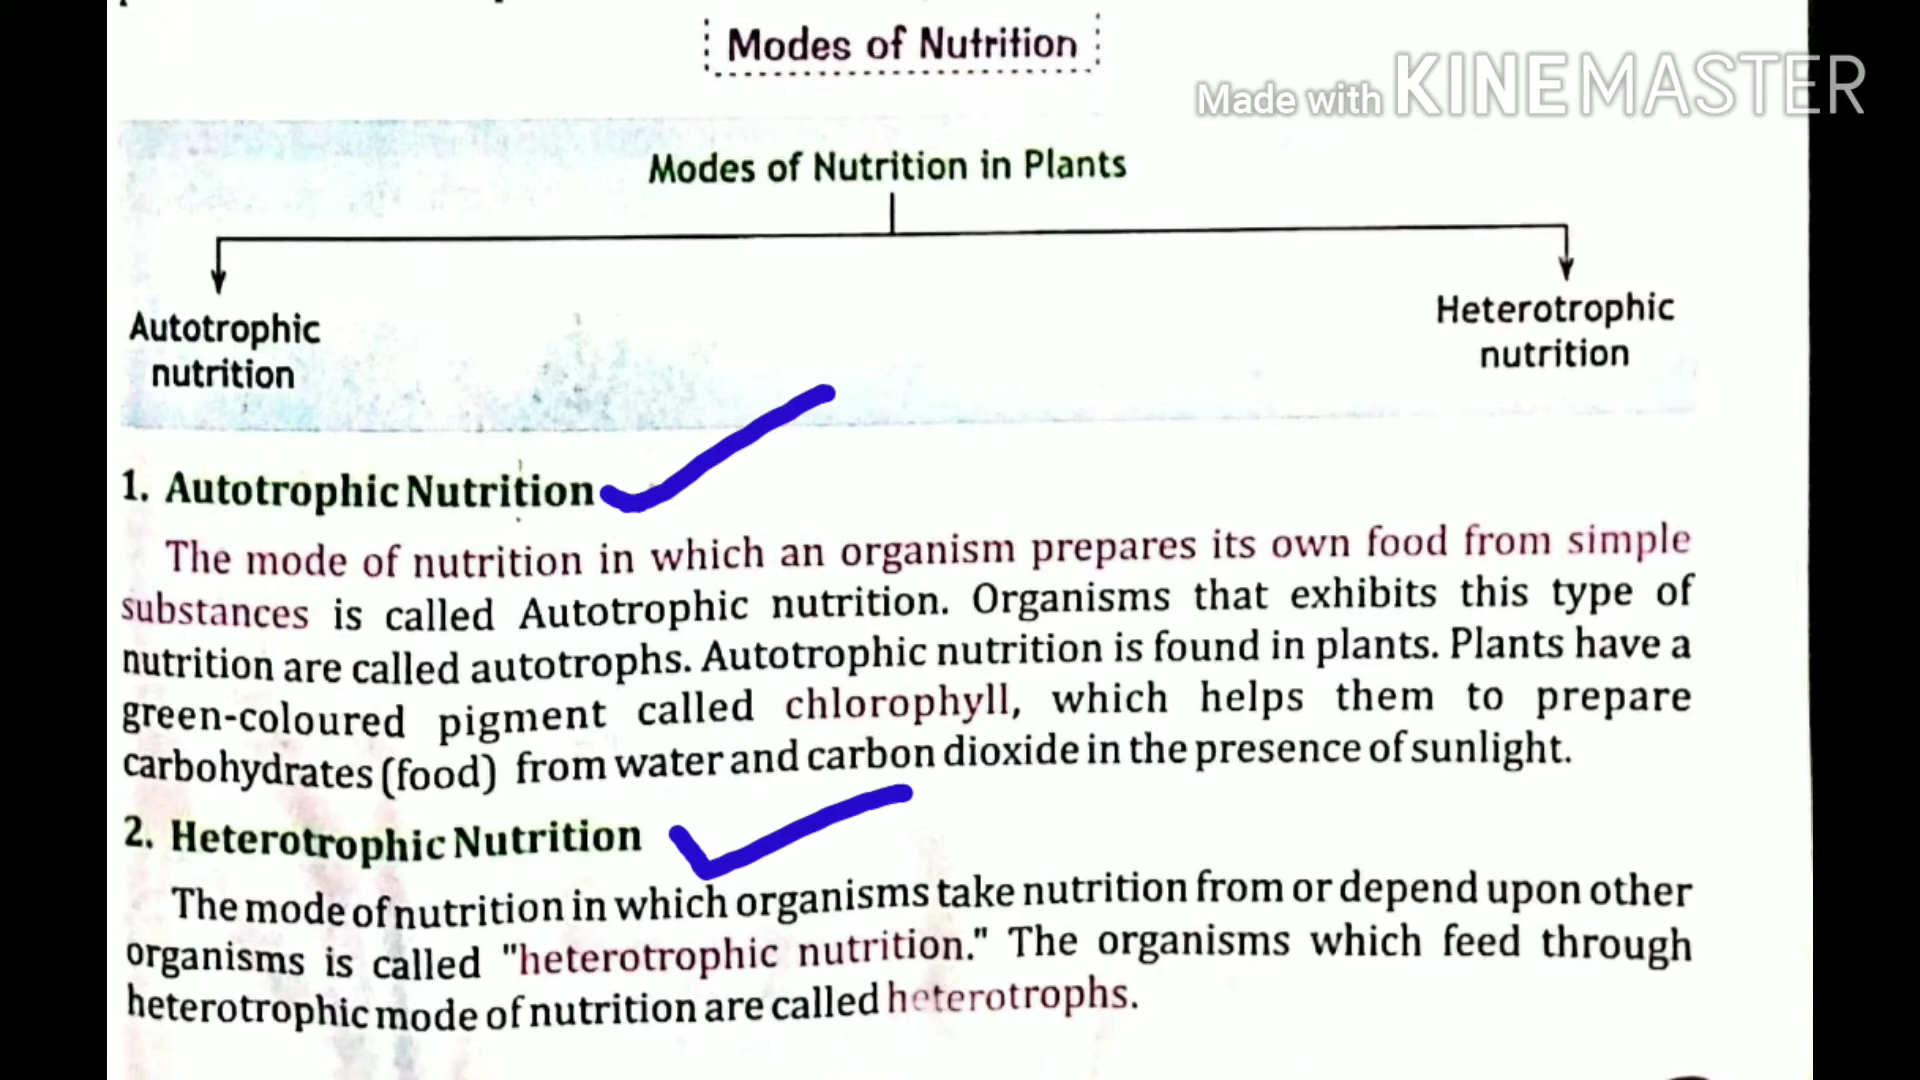 Modes of Nutrition
Made with KINEMASTER
Modes of Nutrition in Plants
Autotrophic
nutrition
Heterotrophic
nutrition
1. Autotrophic Nutrition
The mode of nutrition in which an organism prepares its own food from simple
substances is called Autotrophic nutrition. Organisms that exhibits this type of
nutrition are called autotrophs. Autotrophic nutrition is found in plants. Plants have a
green-coloured pigment called chlorophyll, which helps them to prepare
carbohydrates (food) from water and carbon dioxide in the presence of sunlight.
2. Heterotrophic Nutrition
The mode of nutrition in which organisms take nutrition from or depend upon other
organisms is called "heterotrophic nutrition." The organisms which feed through
heterotrophic mode of nutrition are called heterotrophs.